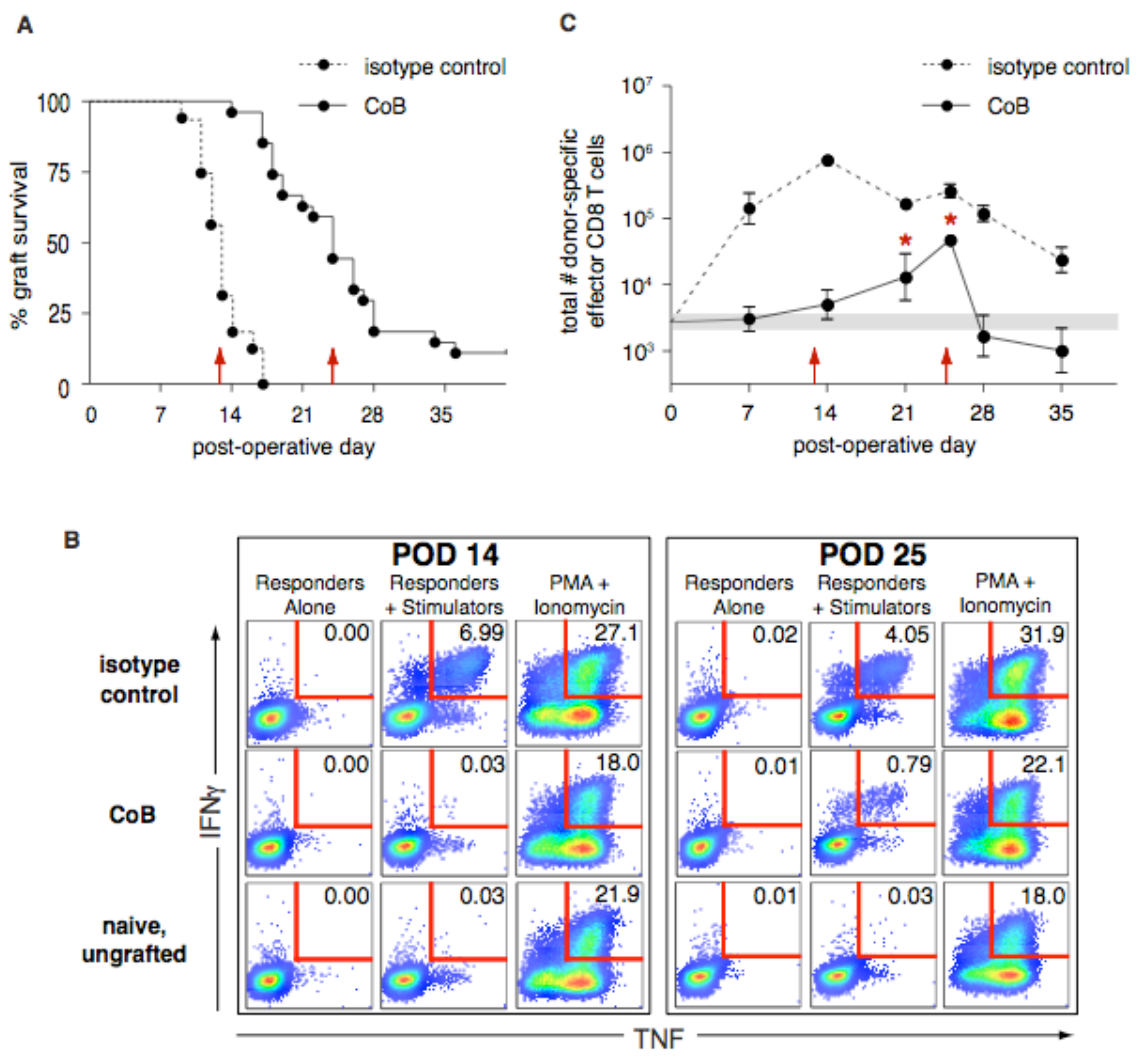 A
isotype control
CoB
% graft survival
100
75
50
25
0
0 7 14 21 28 35
post-operative day
C
isotype control
CoB
total # donor-specific
effector CD8 T cells
10⁷
10⁶
10⁵
10⁴
10³
*
*
0 7 14 21 28 35
post-operative day
B
POD 14
Responders
Alone
Responders
+ Stimulators
PMA +
Ionomycin
POD 25
Responders
Alone
Responders
+ Stimulators
PMA +
Ionomycin
isotype
control
0.00 6.99 27.1 0.02 4.05 31.9
CoB
0.00 0.03 18.0 0.01 0.79 22.1
naive,
ungrafted
0.00 0.03 21.9 0.01 0.03 18.0
IFNγ
TNF